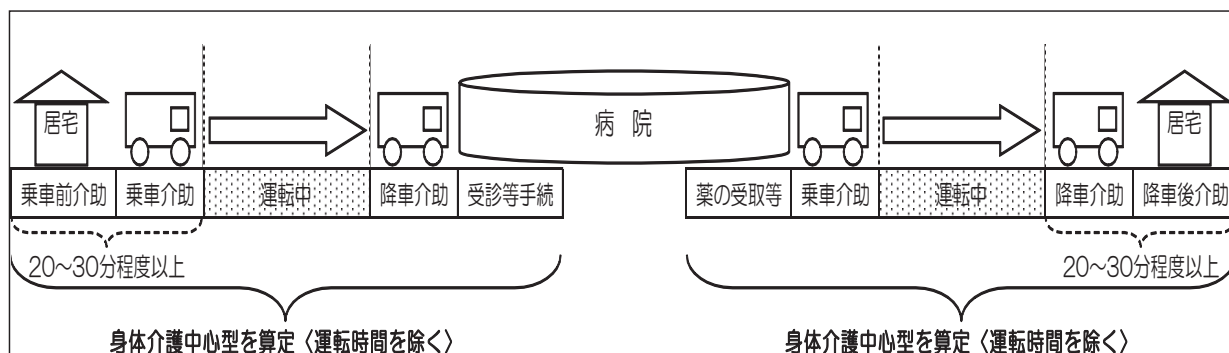 居宅
病 院
居宅
乗車前介助 乗車介助 運転中 降車介助 受診等手続 薬の受取等 乗車介助 運転中 降車介助 降車後介助
20〜30分程度以上 20〜30分程度以上
身体介護中心型を算定〈運転時間を除く〉 身体介護中心型を算定〈運転時間を除く〉